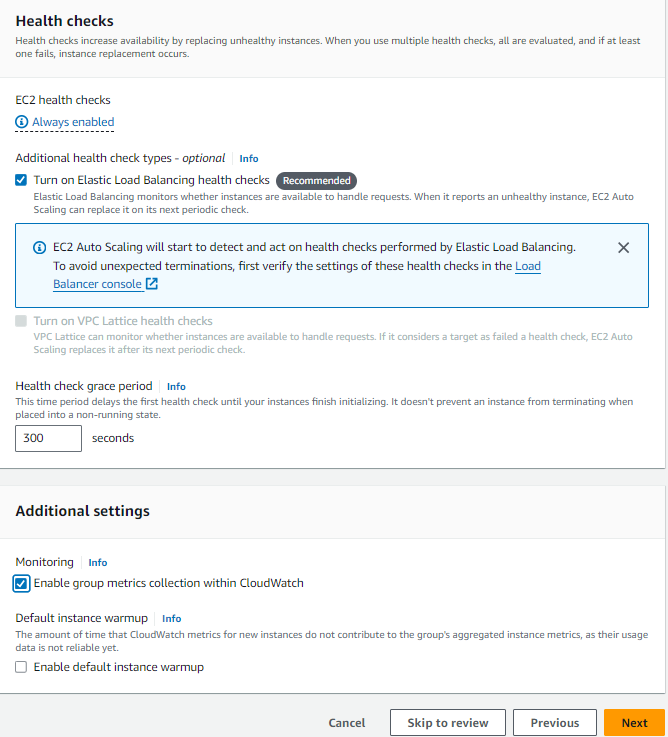 Health checks
Health checks increase availability by replacing unhealthy instances. When you use multiple health checks, all are evaluated, and if at least
one fails, instance replacement occurs.
EC2 health checks
Always enabled
Additional health check types - optional Info
Turn on Elastic Load Balancing health checks Recommended
Elastic Load Balancing monitors whether instances are available to handle requests. When it reports an unhealthy instance, EC2 Auto
Scaling can replace it on its next periodic check.
EC2 Auto Scaling will start to detect and act on health checks performed by Elastic Load Balancing.
To avoid unexpected terminations, first verify the settings of these health checks in the Load
Balancer console
Turn on VPC Lattice health checks
VPC Lattice can monitor whether instances are available to handle requests. If it considers a target as failed a health check, EC2 Auto
Scaling replaces it after its next periodic check.
Health check grace period Info
This time period delays the first health check until your instances finish initializing. It doesn't prevent an instance from terminating when
placed into a non-running state.
300 seconds
Additional settings
Monitoring Info
Enable group metrics collection within CloudWatch
Default instance warmup Info
The amount of time that CloudWatch metrics for new instances do not contribute to the group's aggregated instance metrics, as their usage
data is not reliable yet.
Enable default instance warmup
Cancel Skip to review Previous Next